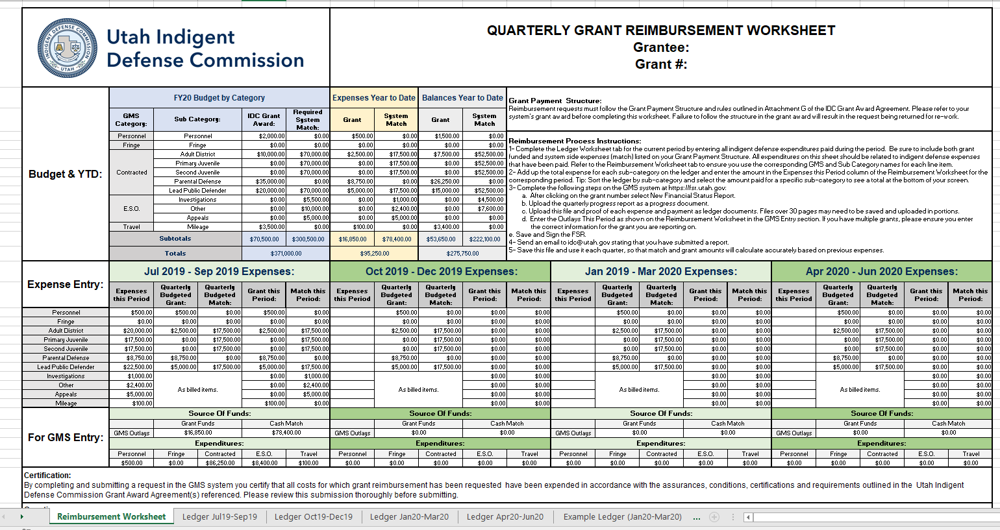 Utah Indigent
Defense Commission
INDIGENT DEFENSE COMMISSION
UTAH
QUARTERLY GRANT REIMBURSEMENT WORKSHEET
Grantee:
Grant #:
Budget & YTD:
FY20 Budget by Category Expenses Year to Date Balances Year to Date
GMS Category: Sub Category: IDC Grant Award: Required System Match: Grant System Match Grant System Match
Personnel Personnel $2,000.00 $0.00 $500.00 $0.00 $1,500.00 $0.00
Fringe Fringe $0.00 $0.00 $0.00 $0.00 $0.00 $0.00
Contracted
Adult District $10,000.00 $70,000.00 $2,500.00 $17,500.00 $7,500.00 $52,500.00
Primary Juvenile $0.00 $70,000.00 $0.00 $17,500.00 $0.00 $52,500.00
Second Juvenile $0.00 $70,000.00 $0.00 $17,500.00 $0.00 $52,500.00
Parental Defense $35,000.00 $0.00 $8,750.00 $0.00 $26,250.00 $0.00
Lead Public Defender $20,000.00 $70,000.00 $5,000.00 $17,500.00 $15,000.00 $52,500.00
E.S.O.
Investigations $0.00 $5,500.00 $0.00 $1,000.00 $0.00 $4,500.00
Other $0.00 $10,000.00 $0.00 $2,400.00 $0.00 $7,600.00
Appeals $0.00 $5,000.00 $0.00 $5,000.00 $0.00 $0.00
Travel Mileage $3,500.00 $0.00 $100.00 $0.00 $3,400.00 $0.00
Subtotals $70,500.00 $300,500.00 $16,850.00 $78,400.00 $53,650.00 $222,100.00
Totals $371,000.00 $95,250.00 $275,750.00
Grant Payment Structure:
Reimbursement requests must follow the Grant Payment Structure and rules outlined in Attachment G of the IDC Grant Award Agreement. Please refer to your
system's grant award before completing this worksheet. Failure to follow the structure in the grant award will result in the request being returned for re-work.
Reimbursement Process Instructions:
1- Complete the Ledger Worksheet tab for the current period by entering all indigent defense expenditures paid during the period. Be sure to include both grant
funded and system side expenses (match) listed on your Grant Payment Structure. All expenditures on this sheet should be related to indigent defense expenses
that have been paid. Refer to the Reimbursement Worksheet tab to ensure you use the corresponding GMS and Sub Category names for each line item.
2- Add up the total expense for each sub-category on the ledger and enter the amount in the Expenses this Period column of the Reimbursement Worksheet for the
corresponding period. Tip: Sort the ledger by sub-category and select the amount paid for a specific sub-category to see a total at the bottom of your screen.
3- Complete the following steps on the GMS system at https://fsr.utah.gov:
a. After clicking on the grant number select New Financial Status Report.
b. Upload the quarterly progress report as a progress document.
c. Upload this file and proof of each expense and payment as ledger documents. Files over 30 pages may need to be saved and uploaded in portions.
d. Enter the Outlays This Period as shown on the Reimbursement Worksheet in the GMS Entry section. If you have multiple grants, please ensure you enter
the correct information for the grant you are reporting on.
e. Save and Sign the FSR.
4- Send an email to idc@utah.gov stating that you have submitted a report.
5- Save this file and use it each quarter, so that match and grant amounts will calculate accurately based on previous expenses.
Expense Entry:
Jul 2019 - Sep 2019 Expenses: Oct 2019 - Dec 2019 Expenses: Jan 2019 - Mar 2020 Expenses: Apr 2020 - Jun 2020 Expenses:
Expenses this Period Quarterly Budgeted Grant: Quarterly Budgeted Match: Grant this Period: Match this Period: Expenses this Period Quarterly Budgeted Grant: Quarterly Budgeted Match: Grant this Period: Match this Period: Expenses this Period Quarterly Budgeted Grant: Quarterly Budgeted Match: Grant this Period: Match this Period: Expenses this Period Quarterly Budgeted Grant: Quarterly Budgeted Match: Grant this Period: Match this Period:
Personnel $500.00 $500.00 $0.00 $500.00 $0.00 $500.00 $0.00 $0.00 $0.00 $500.00 $0.00 $0.00 $0.00 $500.00 $0.00 $0.00 $0.00
Fringe $0.00 $0.00 $0.00 $0.00 $0.00 $0.00 $0.00 $0.00 $0.00 $0.00 $0.00 $0.00 $0.00 $0.00 $0.00 $0.00 $0.00
Adult District $20,000.00 $2,500.00 $17,500.00 $2,500.00 $17,500.00 $2,500.00 $17,500.00 $0.00 $0.00 $2,500.00 $17,500.00 $0.00 $0.00 $2,500.00 $17,500.00 $0.00 $0.00
Primary Juvenile $17,500.00 $0.00 $17,500.00 $0.00 $17,500.00 $0.00 $17,500.00 $0.00 $0.00 $0.00 $17,500.00 $0.00 $0.00 $0.00 $17,500.00 $0.00 $0.00
Second Juvenile $17,500.00 $0.00 $17,500.00 $0.00 $17,500.00 $0.00 $17,500.00 $0.00 $0.00 $0.00 $17,500.00 $0.00 $0.00 $0.00 $17,500.00 $0.00 $0.00
Parental Defense $8,750.00 $8,750.00 $0.00 $8,750.00 $0.00 $8,750.00 $0.00 $0.00 $0.00 $8,750.00 $0.00 $0.00 $0.00 $8,750.00 $0.00 $0.00 $0.00
Lead Public Defender $22,500.00 $5,000.00 $17,500.00 $5,000.00 $17,500.00 $5,000.00 $17,500.00 $0.00 $0.00 $5,000.00 $17,500.00 $0.00 $0.00 $5,000.00 $17,500.00 $0.00 $0.00
Investigations $1,000.00 $0.00 $1,000.00 $0.00 $0.00 $0.00 $0.00 $0.00 $0.00
Other $2,400.00 As billed items. $0.00 $2,400.00 As billed items. $0.00 $0.00 As billed items. $0.00 $0.00 As billed items. $0.00 $0.00
Appeals $5,000.00 $0.00 $5,000.00 $0.00 $0.00 $0.00 $0.00 $0.00 $0.00
Mileage $100.00 $100.00 $0.00 $0.00 $0.00 $0.00 $0.00 $0.00 $0.00
For GMS Entry:
Source Of Funds: Source Of Funds: Source Of Funds: Source Of Funds:
Grant Funds Cash Match Grant Funds Cash Match Grant Funds Cash Match Grant Funds Cash Match
GMS Outlays $16,850.00 $78,400.00 GMS Outlays $0.00 $0.00 GMS Outlays $0.00 $0.00 GMS Outlays $0.00 $0.00
Expenditures: Expenditures: Expenditures: Expenditures:
Personnel Fringe Contracted E.S.O. Travel Personnel Fringe Contracted E.S.O. Travel Personnel Fringe Contracted E.S.O. Travel Personnel Fringe Contracted E.S.O. Travel
$500.00 $0.00 $86,250.00 $8,400.00 $100.00 $0.00 $0.00 $0.00 $0.00 $0.00 $0.00 $0.00 $0.00 $0.00 $0.00 $0.00 $0.00 $0.00 $0.00 $0.00
Certification:
By completing and submitting a request in the GMS system you certify that all costs for which grant reimbursement has been requested have been expended in accordance with the assurances, conditions, certifications and requirements outlined in the Utah Indigent
Defense Commission Grant Award Agreement(s) referenced. Please review this submission thoroughly before submitting.
Reimbursement Worksheet Ledger Jul19-Sep19 Ledger Oct19-Dec19 Ledger Jan20-Mar20 Ledger Apr20-Jun20 Example Ledger (Jan20-Mar20) ...